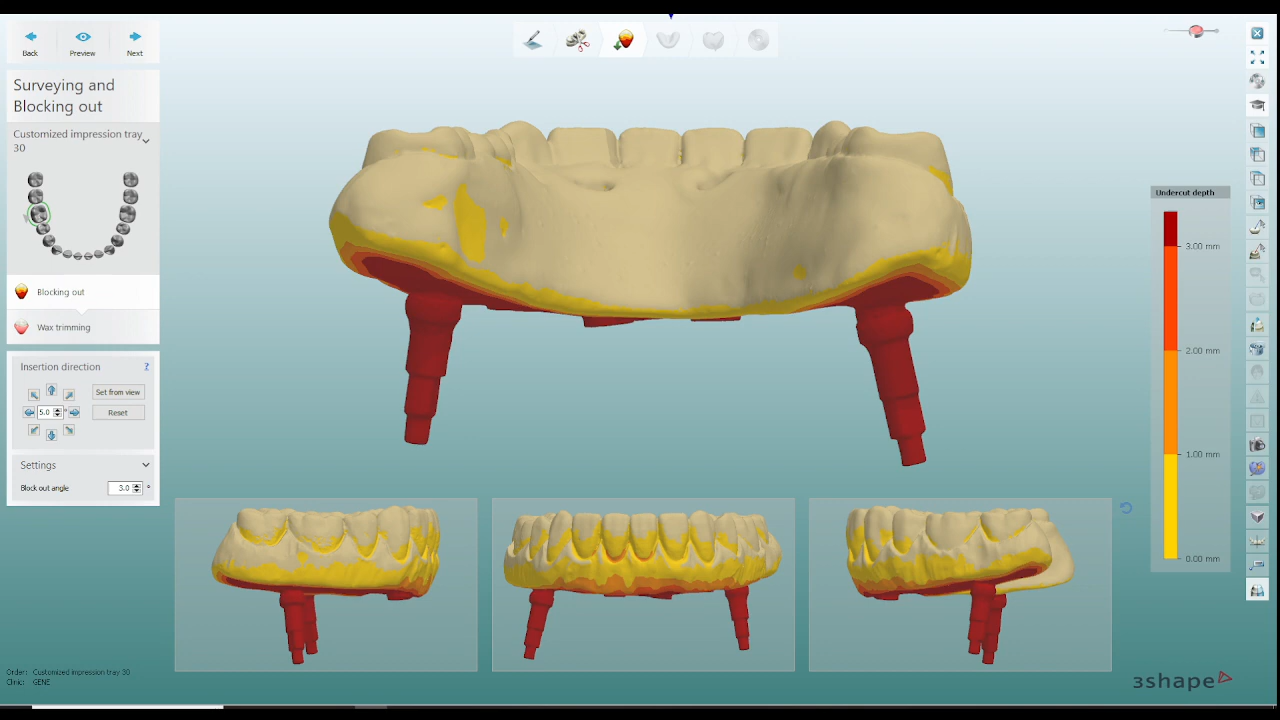 Back
Preview
Next
Surveying and
Blocking out
Customized impression tray
30
Blocking out
Wax trimming
Insertion direction
?
Set from view
5.0
°
Reset
Settings
Block out angle
3.0
°
Order: Customized impression tray 30
Clinic: GENE
Undercut depth
3.00 mm
2.00 mm
1.00 mm
0.00 mm
3shape